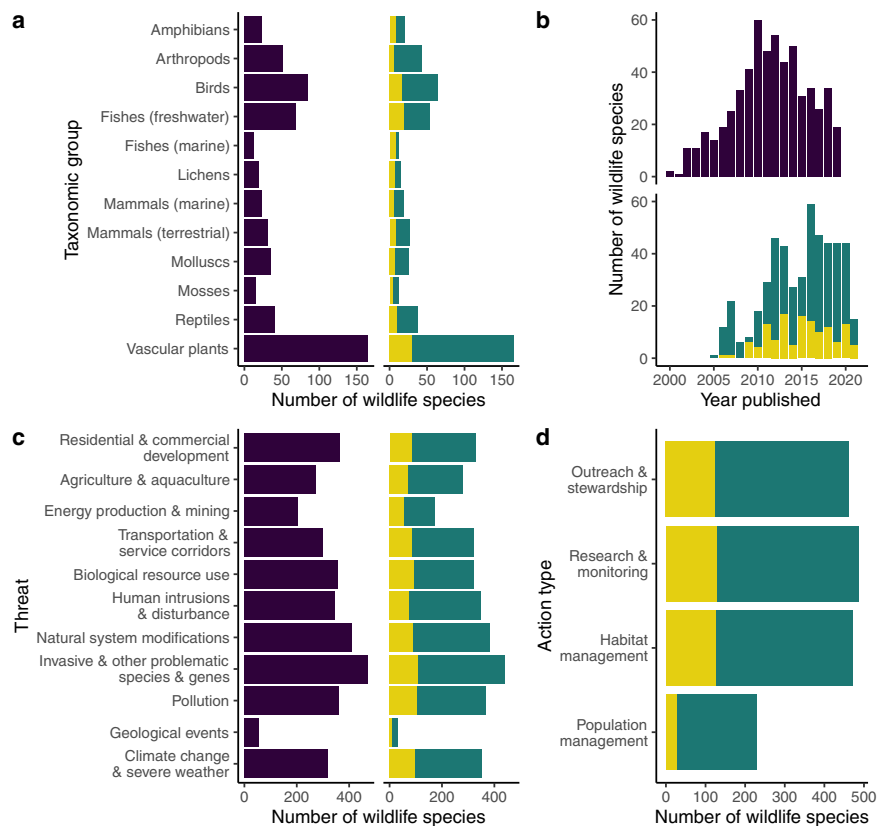 a
Taxonomic group
Amphibians
Arthropods
Birds
Fishes (freshwater)
Fishes (marine)
Lichens
Mammals (marine)
Mammals (terrestrial)
Molluscs
Mosses
Reptiles
Vascular plants
0 50 100 150 0 50 100 150
Number of wildlife species
b
Number of wildlife species
60
40
20
0
60
40
20
0
2000 2005 2010 2015 2020
Year published
c
Threat
Residential & commercial
development
Agriculture & aquaculture
Energy production & mining
Transportation &
service corridors
Biological resource use
Human intrusions
& disturbance
Natural system modifications
Invasive & other problematic
species & genes
Pollution
Geological events
Climate change
& severe weather
0 200 400 0 200 400
Number of wildlife species
d
Action type
Outreach &
stewardship
Research &
monitoring
Habitat
management
Population
management
0 100 200 300 400 500
Number of wildlife species